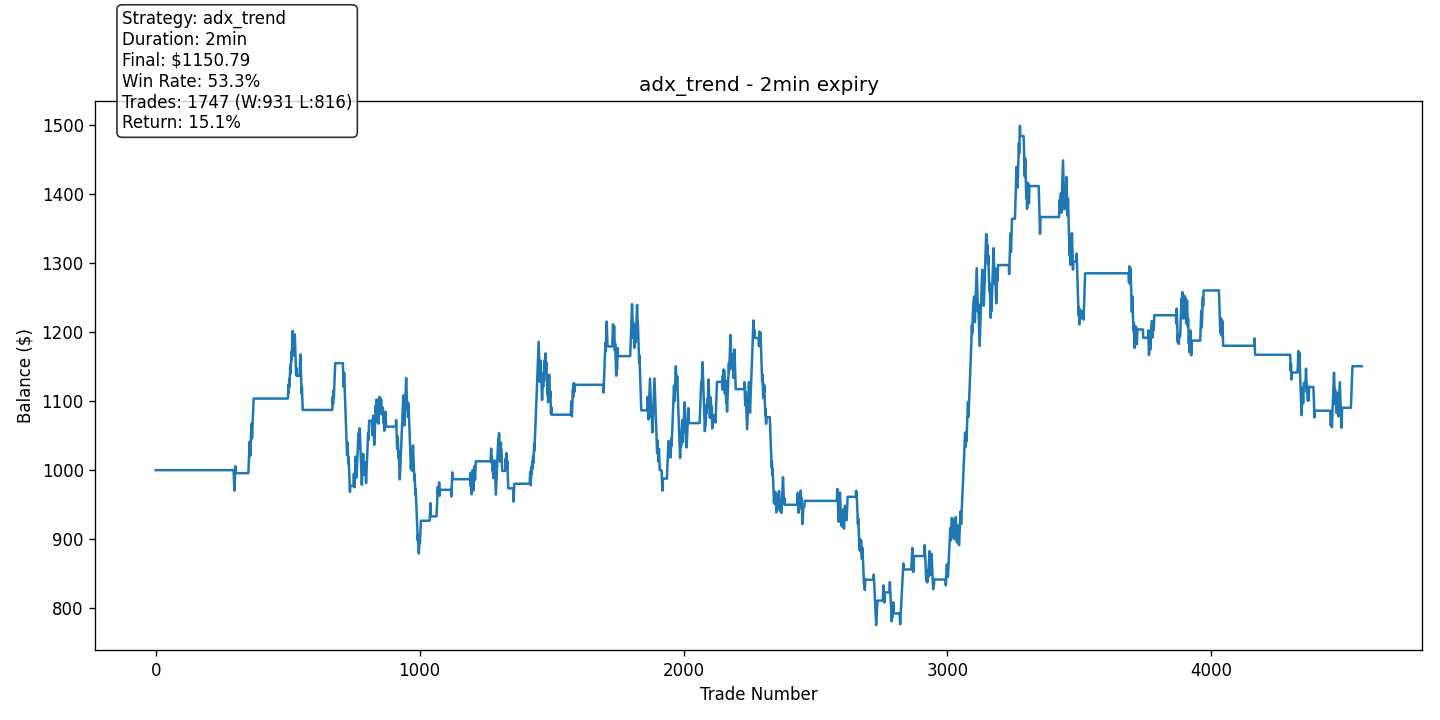 Strategy: adx_trend
Duration: 2min
Final: $1150.79
Win Rate: 53.3%
Trades: 1747 (W:931 L:816)
Return: 15.1%
adx_trend - 2min expiry
Balance ($)
1500
1400
1300
1200
1100
1000
900
800
0
1000
2000
3000
4000
Trade Number